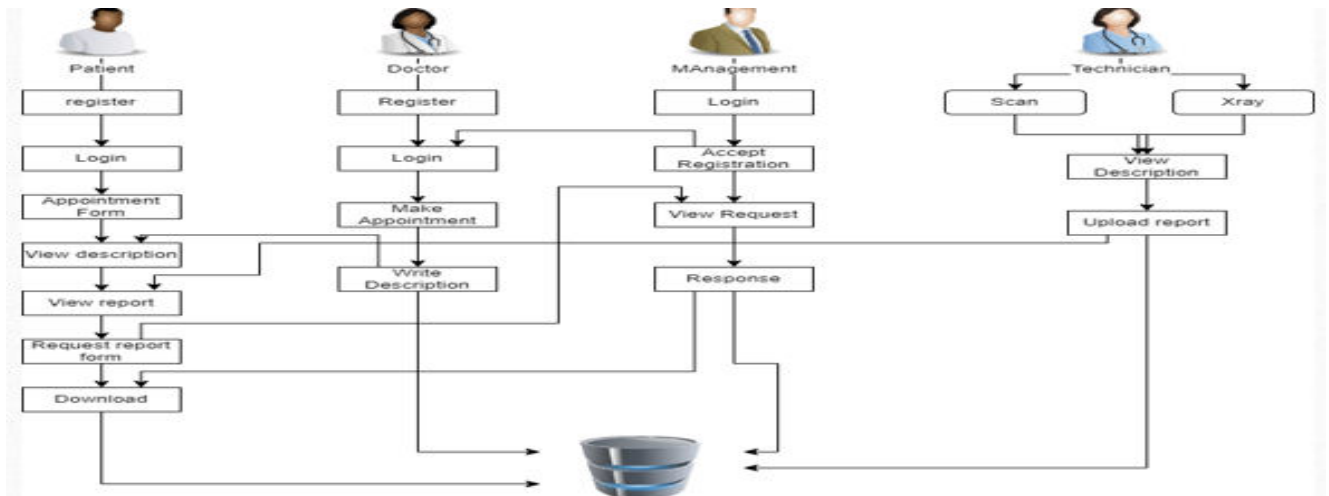 Patient
Doctor
MAnagement
Technician
register
Register
Login
Scan
Xray
Login
Login
Accept
Registration
View
Description
Appointment
Form
Make
Appointment
View Request
Upload report
View description
Write
Description
Response
View report
Request report
form
Download